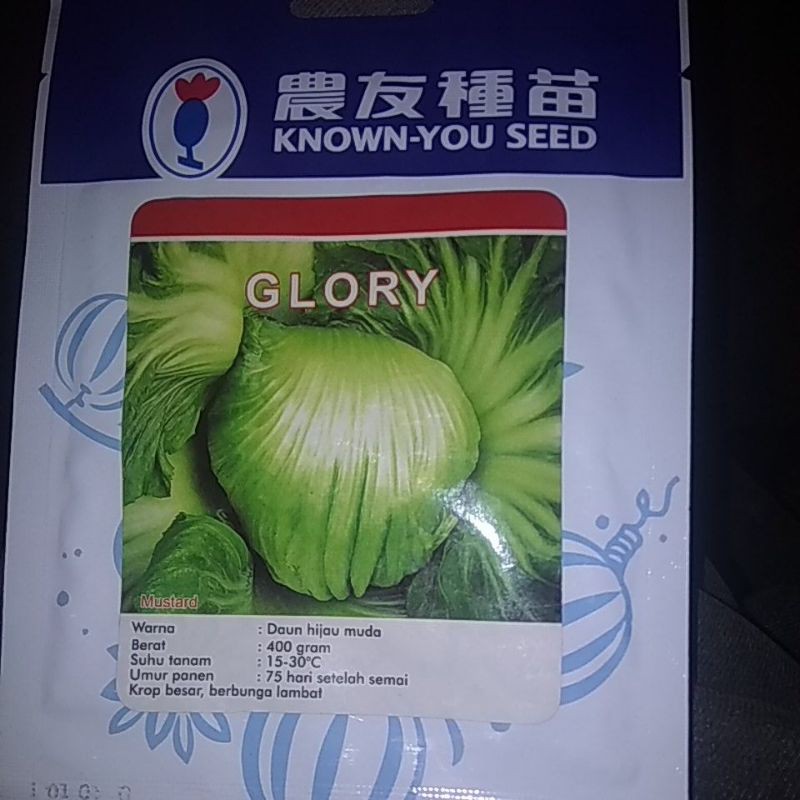 農友種苗
KNOWN-YOU SEED
GLORY
Mustard
Warna : Daun hijau muda
Berat : 400 gram
Suhu tanam : 15-30°C
Umur panen : 75 hari setelah semai
Krop besar, berbunga lambat